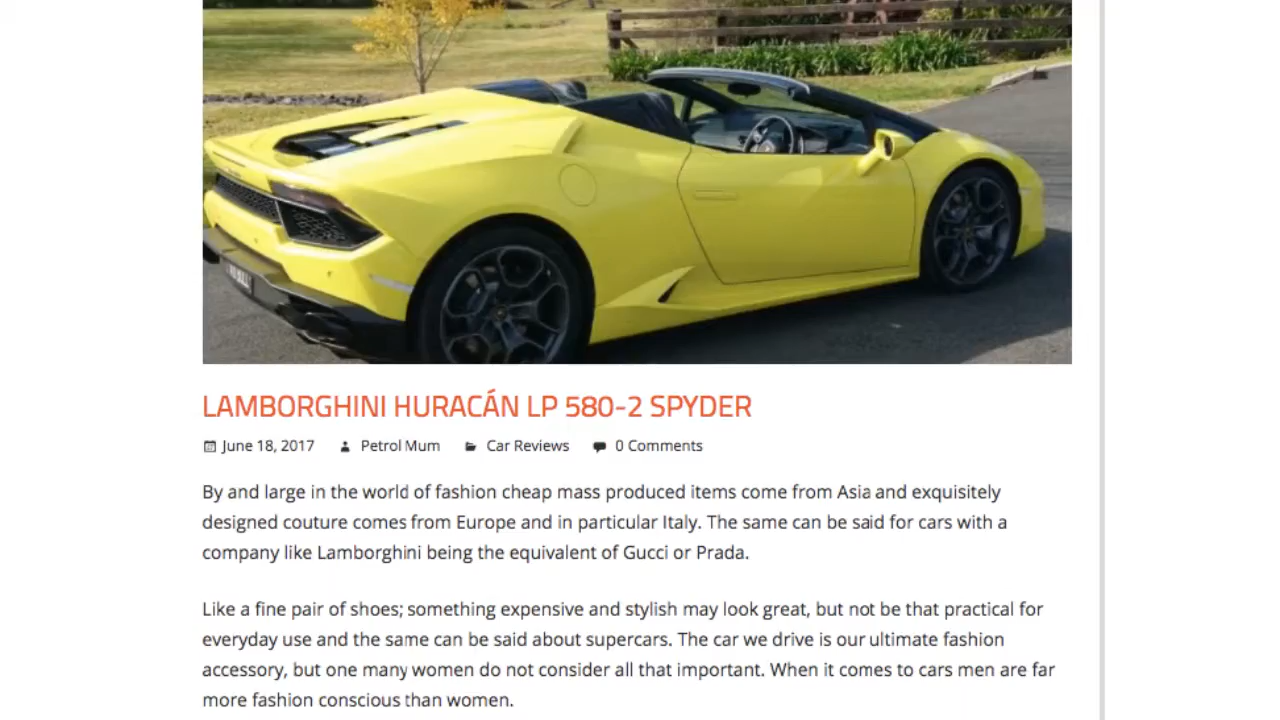 LAMBORGHINI HURACÁN LP 580-2 SPYDER
June 18, 2017 Petrol Mum Car Reviews 0 Comments
By and large in the world of fashion cheap mass produced items come from Asia and exquisitely
designed couture comes from Europe and in particular Italy. The same can be said for cars with a
company like Lamborghini being the equivalent of Gucci or Prada.
Like a fine pair of shoes; something expensive and stylish may look great, but not be that practical for
everyday use and the same can be said about supercars. The car we drive is our ultimate fashion
accessory, but one many women do not consider all that important. When it comes to cars men are far
more fashion conscious than women.